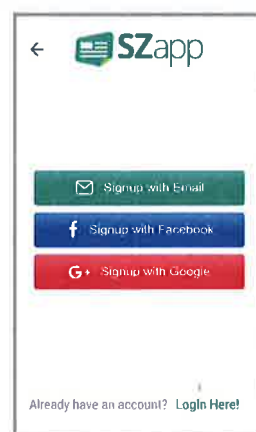 SZapp
Signup with Email
f Signup with Facebook
G+ Signup with Google
Already have an account? Login Here!